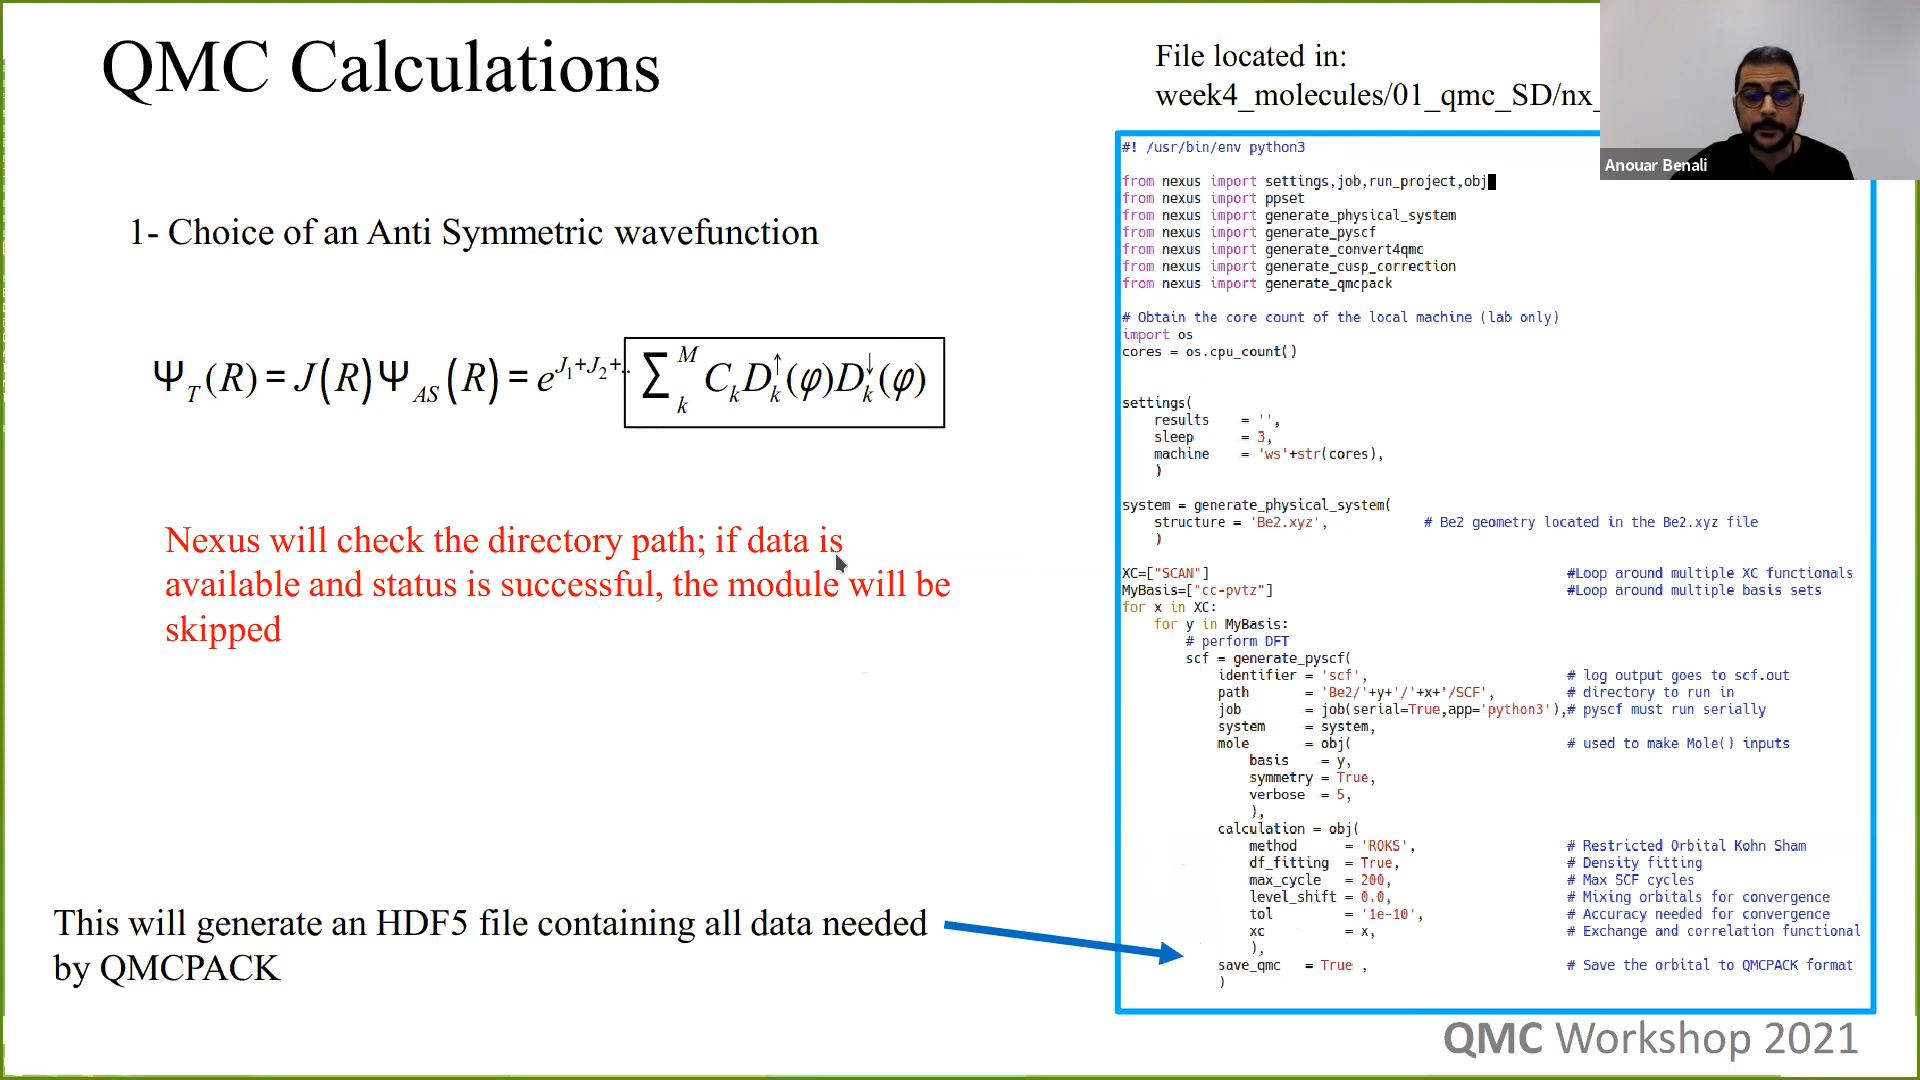 QMC Calculations
File located in:
week4_molecules/01_qmc_SD/nx_
Anouar Benali
1- Choice of an Anti Symmetric wavefunction
Ψ_T(R) = J(R)Ψ_AS(R) = e^{J_1+J_2+..} ∑_k^M C_k D_k^↑(φ)D_k^↓(φ)
Nexus will check the directory path; if data is
available and status is successful, the module will be
skipped
This will generate an HDF5 file containing all data needed
by QMCPACK
#! /usr/bin/env python3
from nexus import settings,job,run_project,obj
from nexus import ppset
from nexus import generate_physical_system
from nexus import generate_pyscf
from nexus import generate_convert4qmc
from nexus import generate_cusp_correction
from nexus import generate_qmcpack
# Obtain the core count of the local machine (lab only)
import os
cores = os.cpu_count()
settings(
results = '',
sleep = 3,
machine = 'ws'+str(cores),
)
system = generate_physical_system(
structure = 'Be2.xyz', # Be2 geometry located in the Be2.xyz file
)
XC=["SCAN"] #Loop around multiple XC functionals
MyBasis=["cc-pvtz"] #Loop around multiple basis sets
for x in XC:
for y in MyBasis:
# perform DFT
scf = generate_pyscf(
identifier = 'scf', # log output goes to scf.out
path = 'Be2/'+y+'/'+x+'/SCF', # directory to run in
job = job(serial=True,app='python3'),# pyscf must run serially
system = system,
mole = obj( # used to make Mole() inputs
basis = y,
symmetry = True,
verbose = 5,
),
calculation = obj(
method = 'ROKS', # Restricted Orbital Kohn Sham
df_fitting = True, # Density fitting
max_cycle = 200, # Max SCF cycles
level_shift = 0.0, # Mixing orbitals for convergence
tol = '1e-10', # Accuracy needed for convergence
xc = x, # Exchange and correlation functional
),
save_qmc = True , # Save the orbital to QMCPACK format
)
QMC Workshop 2021